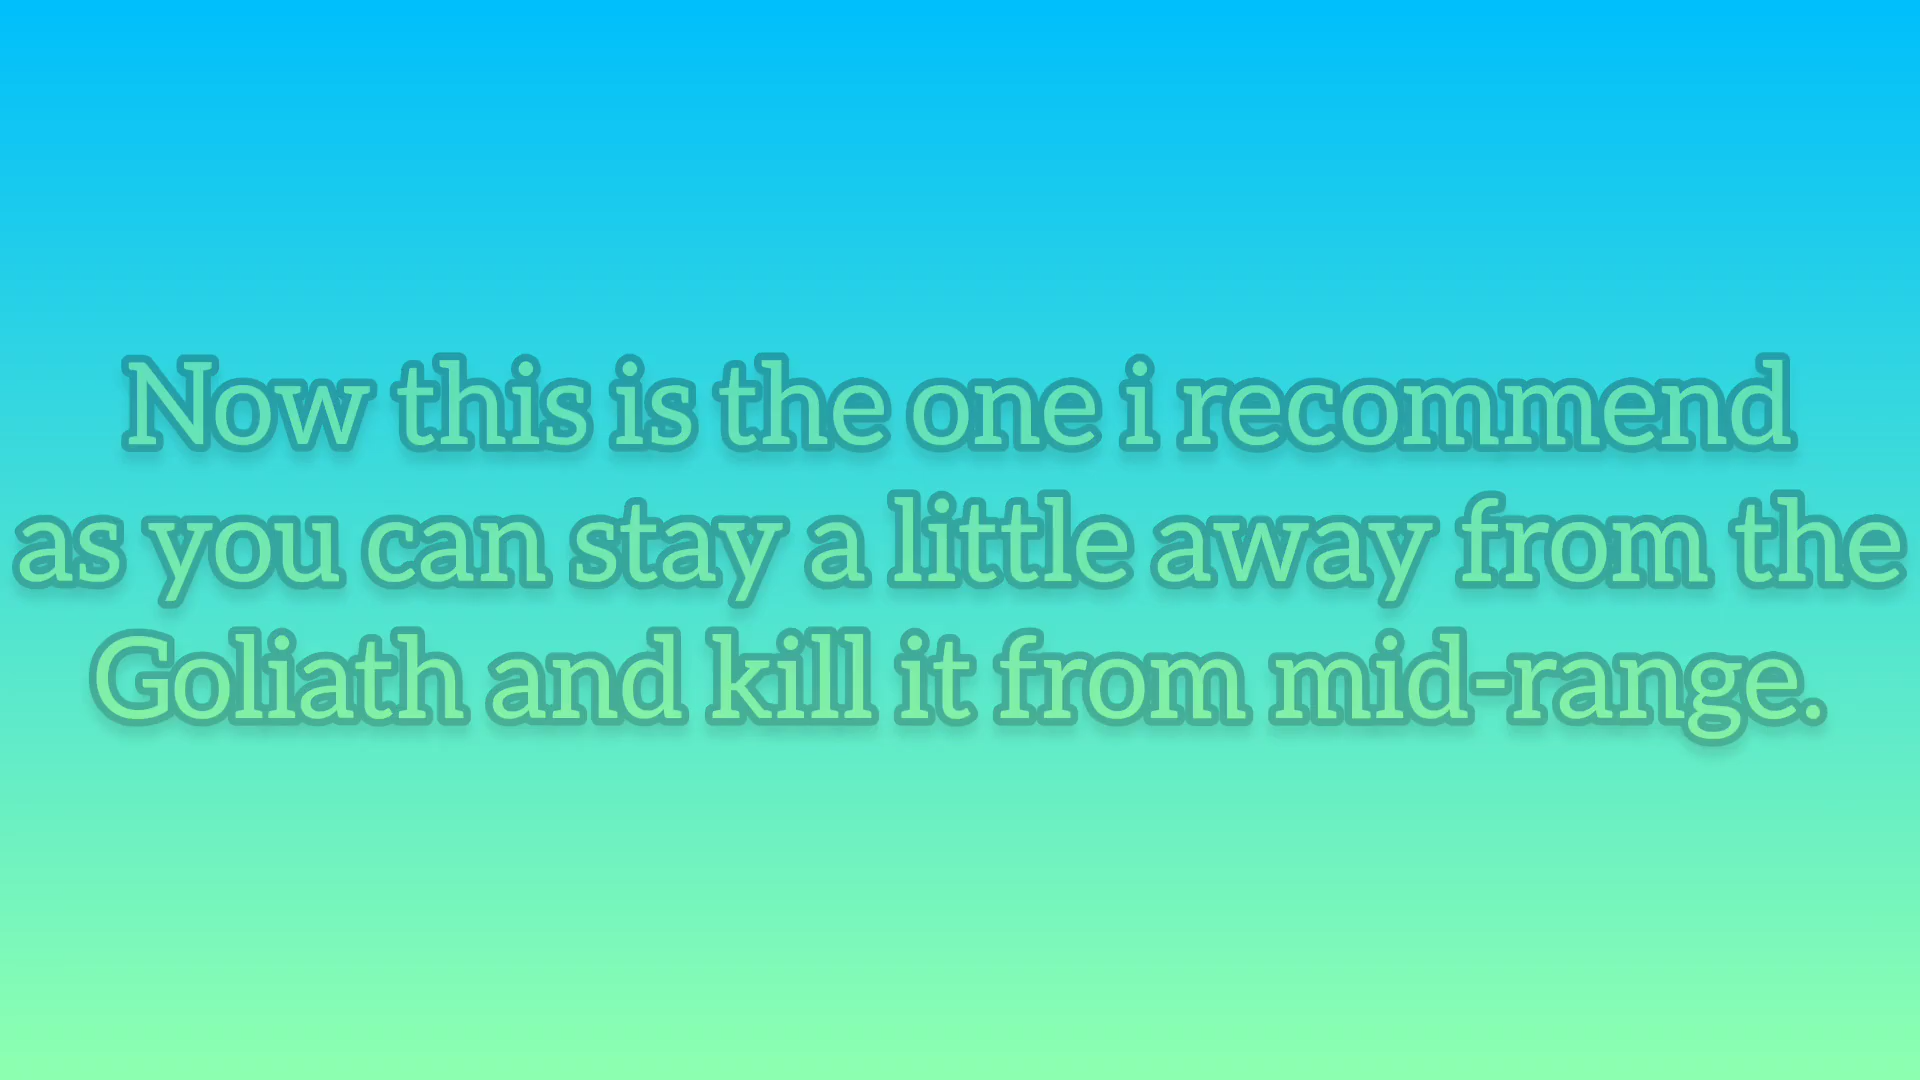 Now this is the one i recommend
as you can stay a little away from the
Goliath and kill it from mid-range.